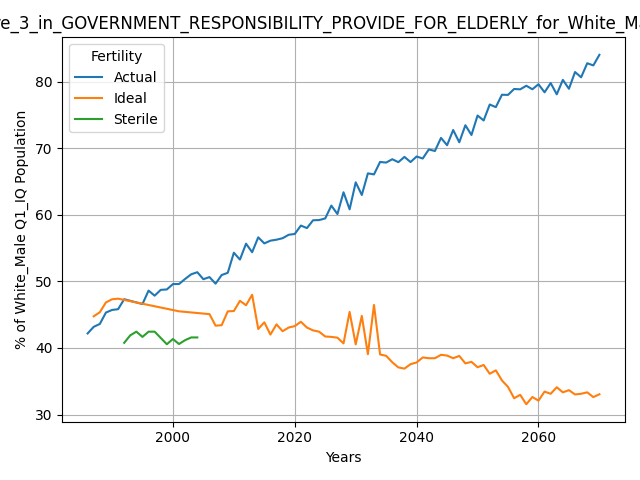 e_3_in_GOVERNMENT_RESPONSIBILITY_PROVIDE_FOR_ELDERLY_for_White_Ma
Fertility
Actual
Ideal
Sterile
% of White_Male Q1_IQ Population
80
70
60
50
40
30
2000
2020
2040
2060
Years